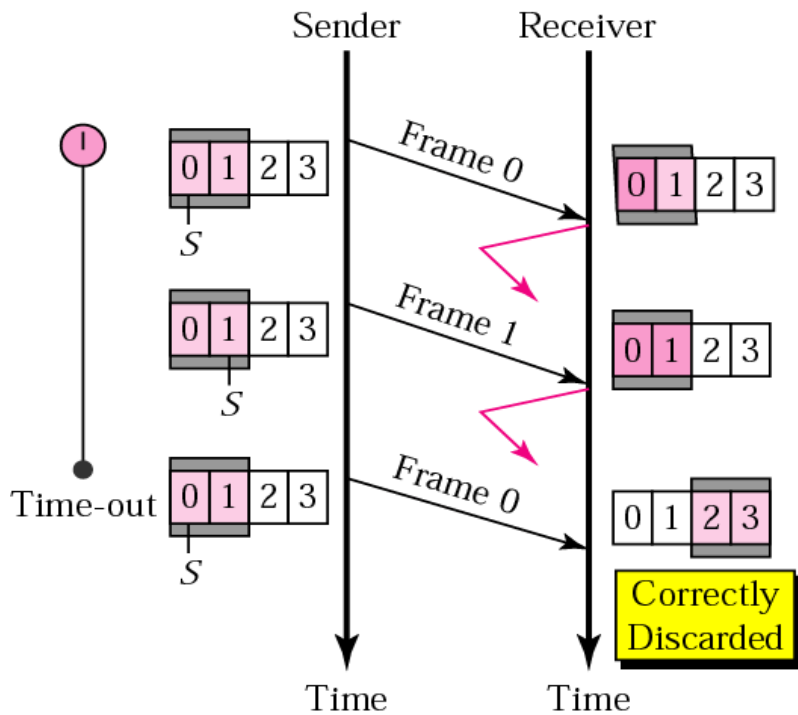 Sender Receiver
0 1 2 3
Frame 0
0 1 2 3
S
0 1 2 3
Frame 1
0 1 2 3
S
Time-out
0 1 2 3
Frame 0
0 1 2 3
S
Correctly
Discarded
Time Time